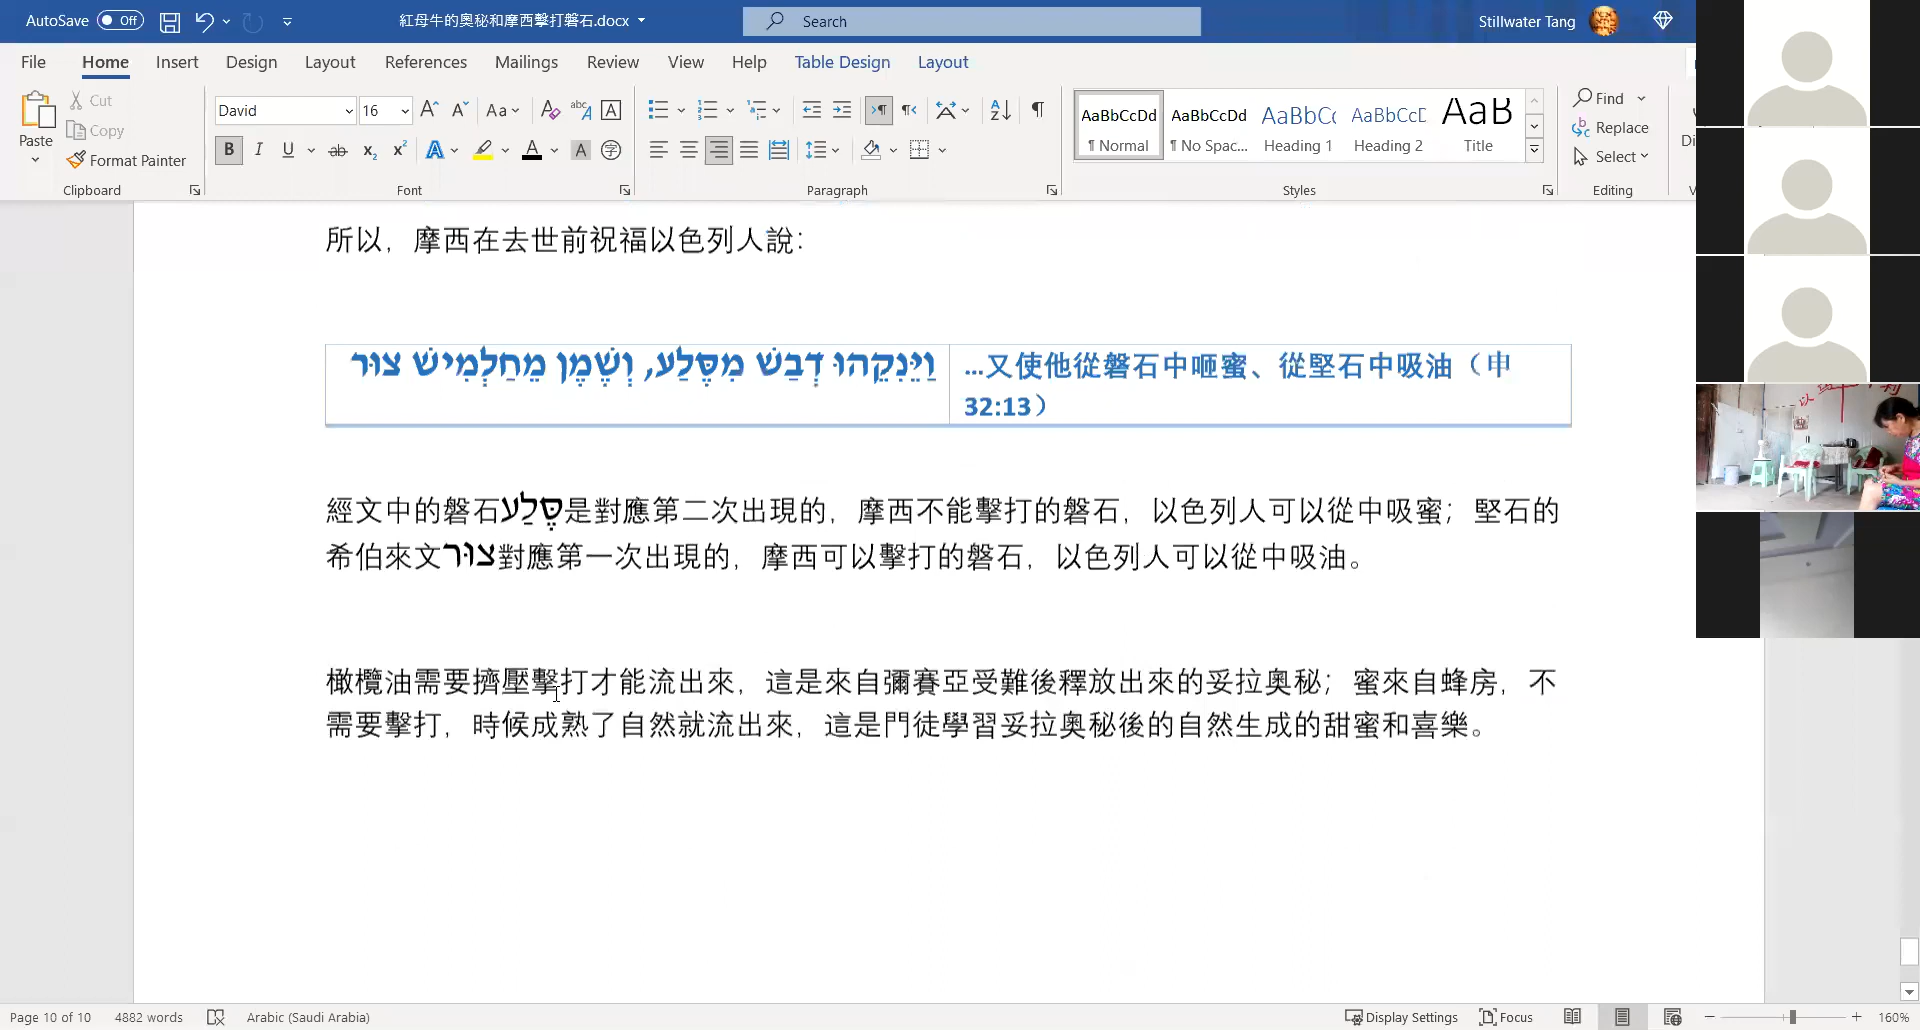 AutoSave Off 紅母牛的奧秘和摩西擊打磐石.docx Search Stillwater Tang
File Home Insert Design Layout References Mailings Review View Help Table Design Layout
Paste Cut Copy Format Painter Clipboard
David 16 Font
Paragraph
AaBbCcDd Normal AaBbCcDd No Spac... AaBbCc Heading 1 AaBbCcD Heading 2 AaB Title Styles
Find Replace Select Editing
所以，摩西在去世前祝福以色列人說：
וַיֵּנִקֵהוּ דְבַשׁ מִסֶּלַע, וְשֶׁמֶן מֵחַלְמִישׁ צוּר
…又使他從磐石中咂蜜、從堅石中吸油（申
32:13）
經文中的磐石סֶּלַע是對應第二次出現的，摩西不能擊打的磐石，以色列人可以從中吸蜜；堅石的
希伯來文צוּר對應第一次出現的，摩西可以擊打的磐石，以色列人可以從中吸油。
橄欖油需要擠壓擊打才能流出來，這是來自彌賽亞受難後釋放出來的妥拉奧秘；蜜來自蜂房，不
需要擊打，時候成熟了自然就流出來，這是門徒學習妥拉奧秘後的自然生成的甜蜜和喜樂。
Page 10 of 10 4882 words Arabic (Saudi Arabia) Display Settings Focus 160%